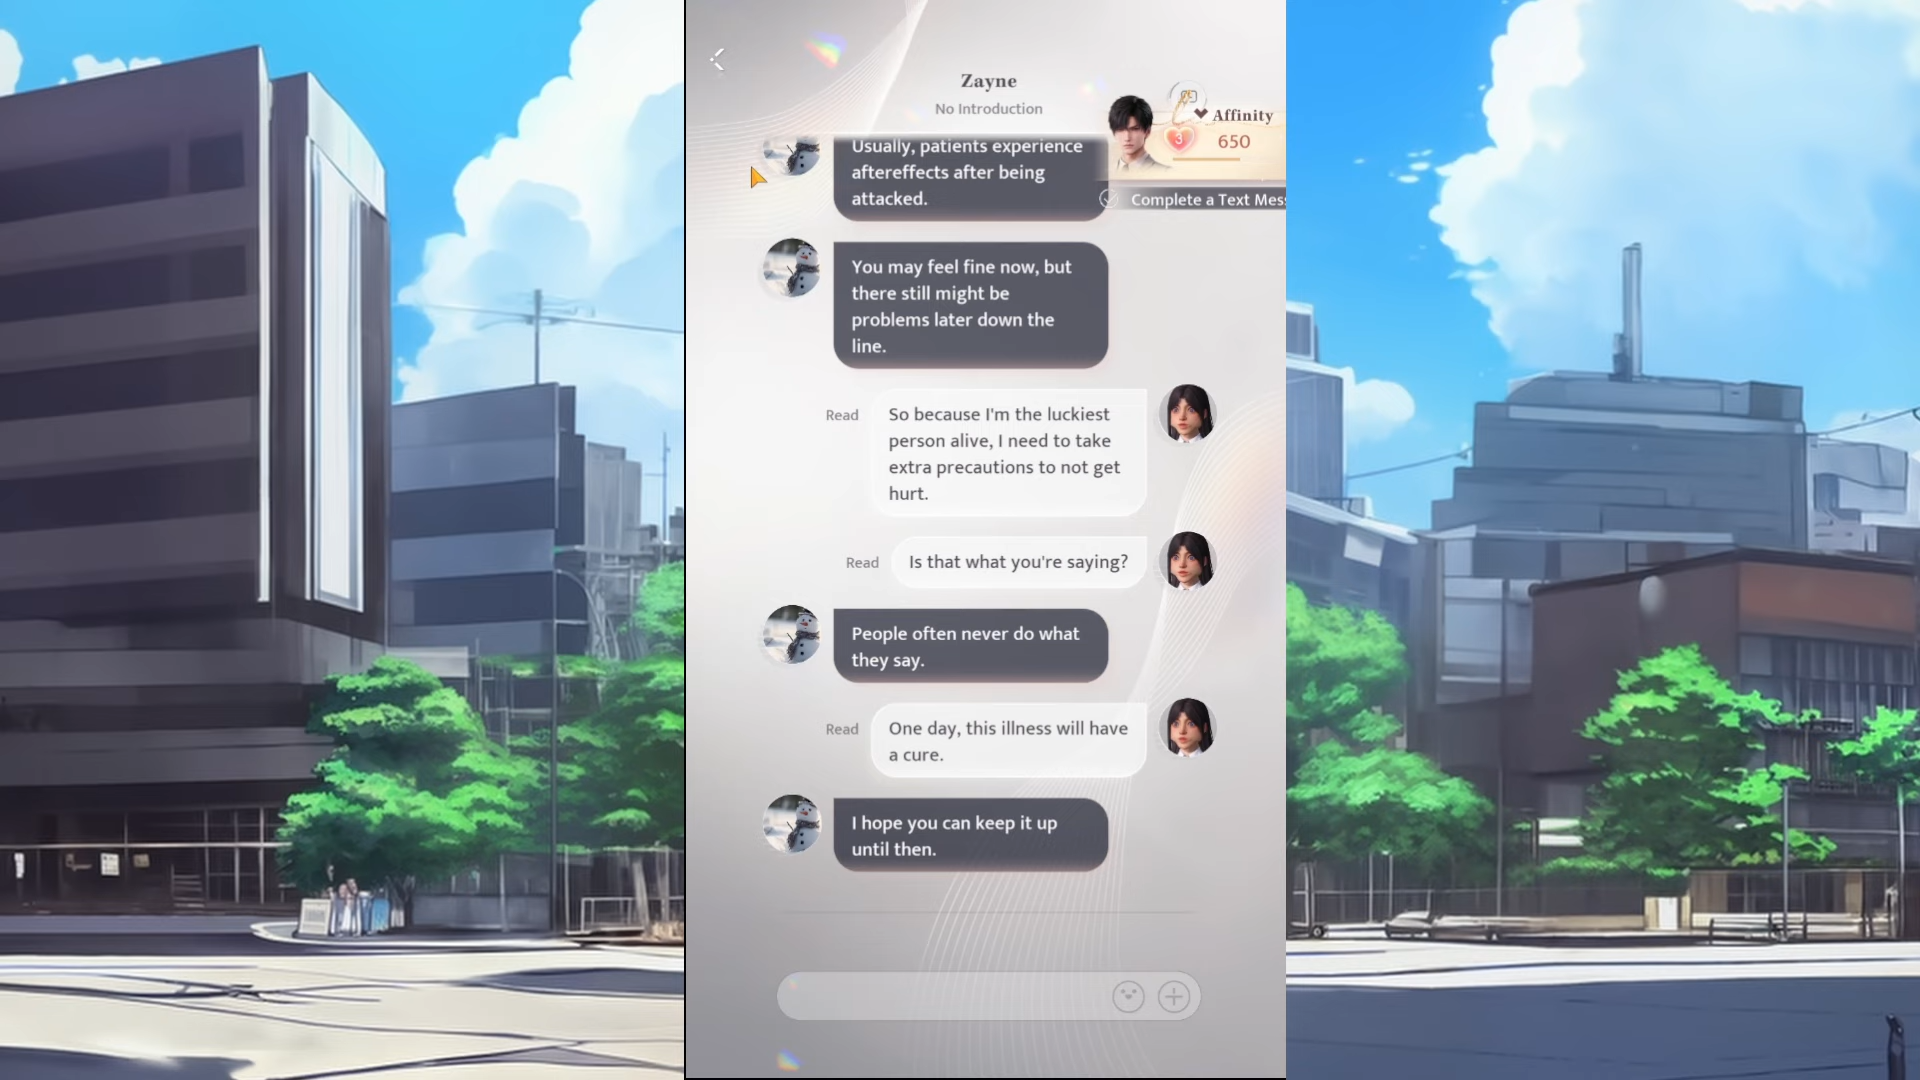 Zayne
No Introduction
Affinity
3
650
Complete a Text Mes
Usually, patients experience
aftereffects after being
attacked.
You may feel fine now, but
there still might be
problems later down the
line.
Read
So because I'm the luckiest
person alive, I need to take
extra precautions to not get
hurt.
Read
Is that what you're saying?
People often never do what
they say.
Read
One day, this illness will have
a cure.
I hope you can keep it up
until then.